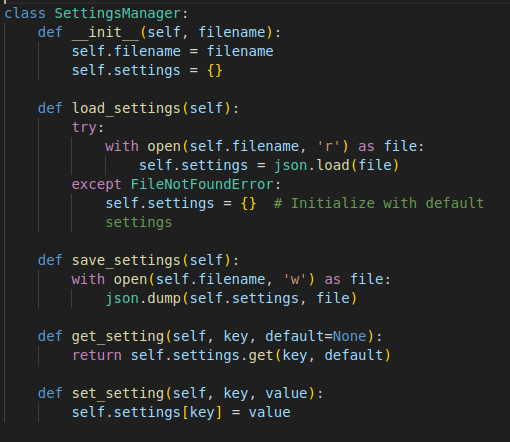 class SettingsManager:
    def __init__(self, filename):
        self.filename = filename
        self.settings = {}

    def load_settings(self):
        try:
            with open(self.filename, 'r') as file:
                self.settings = json.load(file)
        except FileNotFoundError:
            self.settings = {}  # Initialize with default
            settings

    def save_settings(self):
        with open(self.filename, 'w') as file:
            json.dump(self.settings, file)

    def get_setting(self, key, default=None):
        return self.settings.get(key, default)

    def set_setting(self, key, value):
        self.settings[key] = value